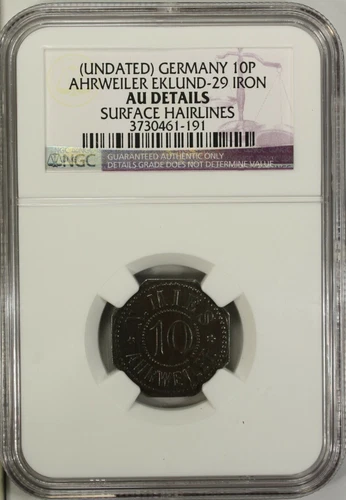 (UNDATED) GERMANY 10P
AHRWEILER EKLUND-29 IRON
AU DETAILS
SURFACE HAIRLINES
3730461-191
NGC
GUARANTEED AUTHENTIC ONLY
DETAILS GRADE DOES NOT DETERMINE VALUE
10